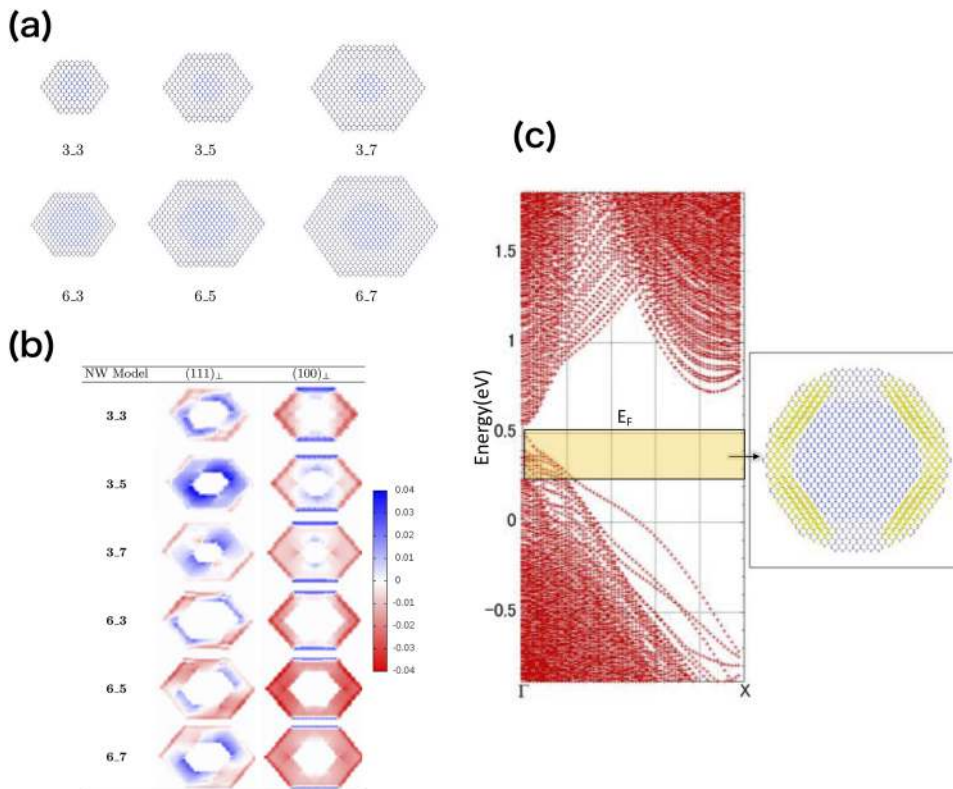 (a)
3_3 3_5 3_7
6_3 6_5 6_7
(b)
NW Model (111)⊥ (100)⊥
3_3
3_5
3_7
6_3
6_5
6_7
0.04
0.03
0.02
0.01
0
-0.01
-0.02
-0.03
-0.04
(c)
Energy(eV)
1.5
1
0.5
0
-0.5
E_F
Γ X